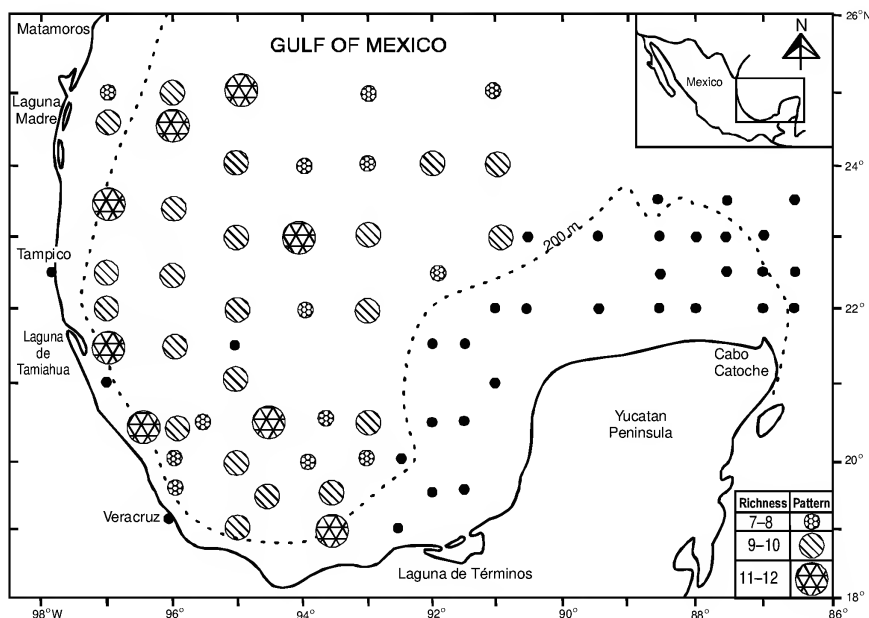 26°N
Matamoros
GULF OF MEXICO
N
Mexico
Laguna
Madre
24°
Tampico
200 m
22°
Laguna
de
Tamiahua
Cabo
Catoche
Yucatan
Peninsula
20°
Veracruz
Laguna de Términos
Richness Pattern
7–8
9–10
11–12
18°
98°W 96° 94° 92° 90° 88° 86°